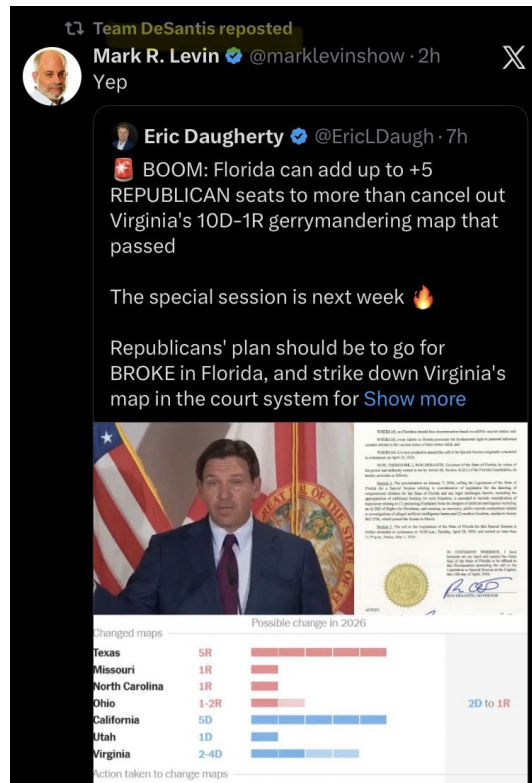 Team DeSantis reposted
Mark R. Levin @marklevinshow · 2h
Yep
Eric Daugherty @EricLDaugh · 7h
🚨 BOOM: Florida can add up to +5
REPUBLICAN seats to more than cancel out
Virginia's 10D-1R gerrymandering map that
passed
The special session is next week 🔥
Republicans' plan should be to go for
BROKE in Florida, and strike down Virginia's
map in the court system for Show more
RON DESANTIS, GOVERNOR
Possible change in 2026
Changed maps
Texas 5R
Missouri 1R
North Carolina 1R
Ohio 1-2R 2D to 1R
California 5D
Utah 1D
Virginia 2-4D
Action taken to change maps